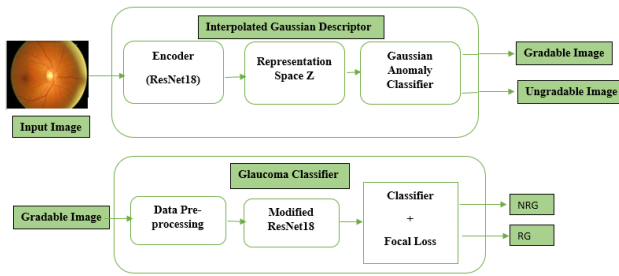 Interpolated Gaussian Descriptor
Encoder
(ResNet18)
Representation
Space Z
Gaussian
Anomaly
Classifier
Gradable Image
Ungradable Image
Input Image
Glaucoma Classifier
Gradable Image
Data Pre-
processing
Modified
ResNet18
Classifier
+
Focal Loss
NRG
RG